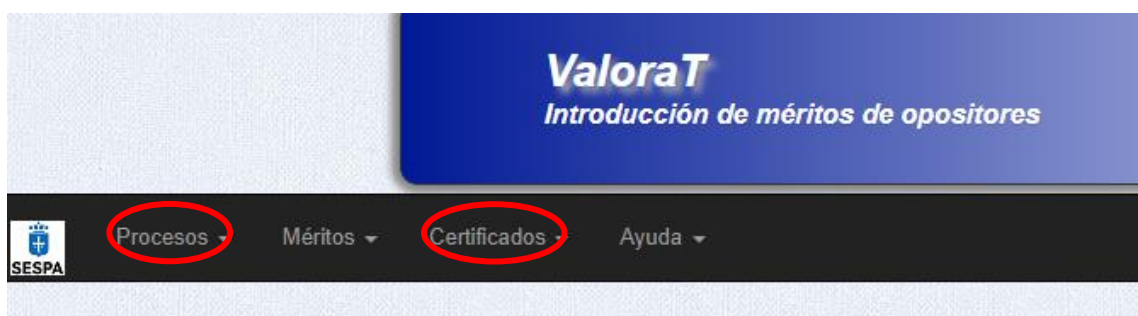 ValoraT
Introducción de méritos de opositores
Procesos Méritos Certificados Ayuda
SESPA